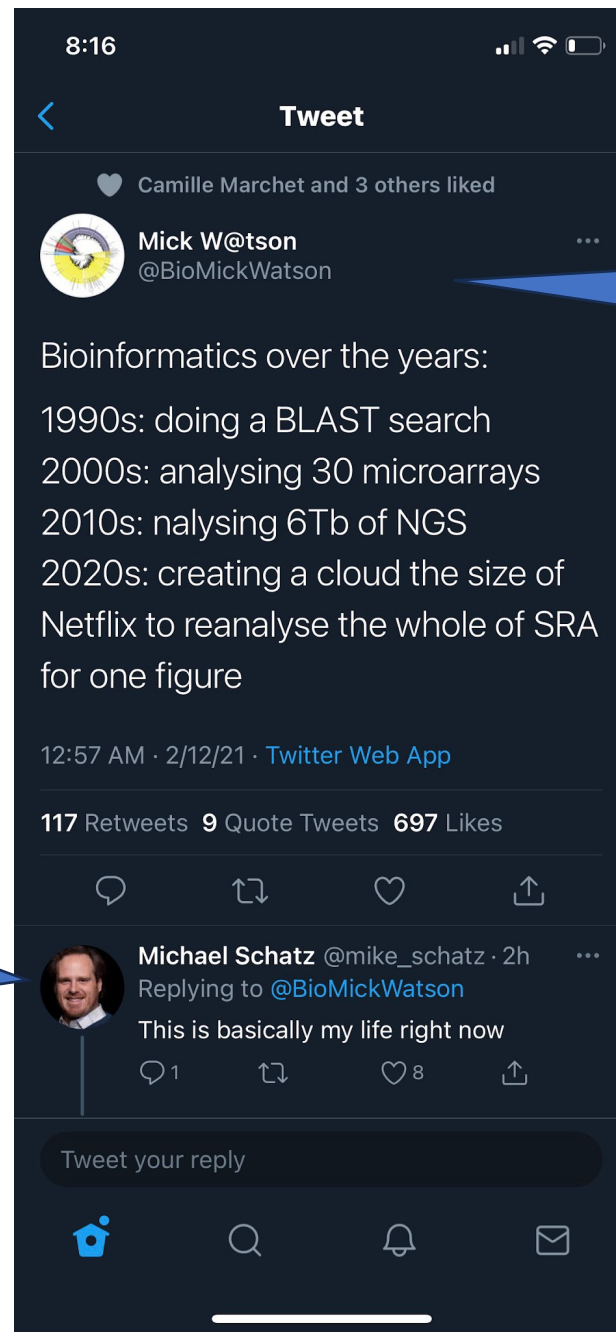 8:16
Tweet
Camille Marchet and 3 others liked
Mick W@tson
@BioMickWatson
Bioinformatics over the years:
1990s: doing a BLAST search
2000s: analysing 30 microarrays
2010s: nalysing 6Tb of NGS
2020s: creating a cloud the size of
Netflix to reanalyse the whole of SRA
for one figure
12:57 AM · 2/12/21 · Twitter Web App
117 Retweets 9 Quote Tweets 697 Likes
Michael Schatz @mike_schatz · 2h
Replying to @BioMickWatson
This is basically my life right now
1 8
Tweet your reply